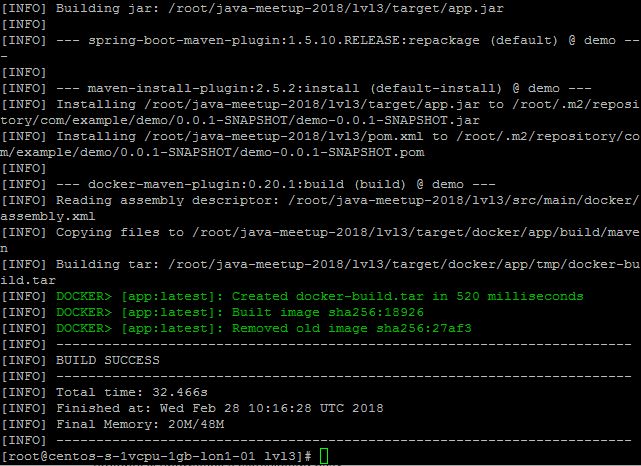 [INFO] Building jar: /root/java-meetup-2018/lvl3/target/app.jar
[INFO]
[INFO] --- spring-boot-maven-plugin:1.5.10.RELEASE:repackage (default) @ demo --
-
[INFO]
[INFO] --- maven-install-plugin:2.5.2:install (default-install) @ demo ---
[INFO] Installing /root/java-meetup-2018/lvl3/target/app.jar to /root/.m2/reposi
tory/com/example/demo/0.0.1-SNAPSHOT/demo-0.0.1-SNAPSHOT.jar
[INFO] Installing /root/java-meetup-2018/lvl3/pom.xml to /root/.m2/repository/co
m/example/demo/0.0.1-SNAPSHOT/demo-0.0.1-SNAPSHOT.pom
[INFO]
[INFO] --- docker-maven-plugin:0.20.1:build (build) @ demo ---
[INFO] Reading assembly descriptor: /root/java-meetup-2018/lvl3/src/main/docker/
assembly.xml
[INFO] Copying files to /root/java-meetup-2018/lvl3/target/docker/app/build/mave
n
[INFO] Building tar: /root/java-meetup-2018/lvl3/target/docker/app/tmp/docker-bu
ild.tar
[INFO] DOCKER> [app:latest]: Created docker-build.tar in 520 milliseconds
[INFO] DOCKER> [app:latest]: Built image sha256:18926
[INFO] DOCKER> [app:latest]: Removed old image sha256:27af3
[INFO] ------------------------------------------------------------------------
[INFO] BUILD SUCCESS
[INFO] ------------------------------------------------------------------------
[INFO] Total time: 32.466s
[INFO] Finished at: Wed Feb 28 10:16:28 UTC 2018
[INFO] Final Memory: 20M/48M
[INFO] ------------------------------------------------------------------------
[root@centos-s-1vcpu-1gb-lon1-01 lvl3]#